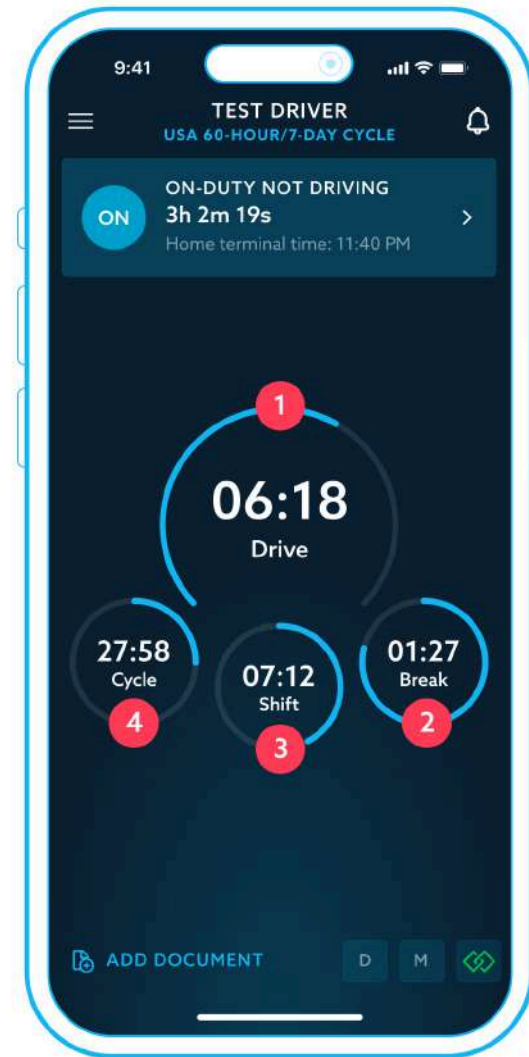 9:41
TEST DRIVER
USA 60-HOUR/7-DAY CYCLE
ON
ON-DUTY NOT DRIVING
3h 2m 19s
Home terminal time: 11:40 PM
1
06:18
Drive
27:58
Cycle
4
07:12
Shift
3
01:27
Break
2
ADD DOCUMENT
D
M